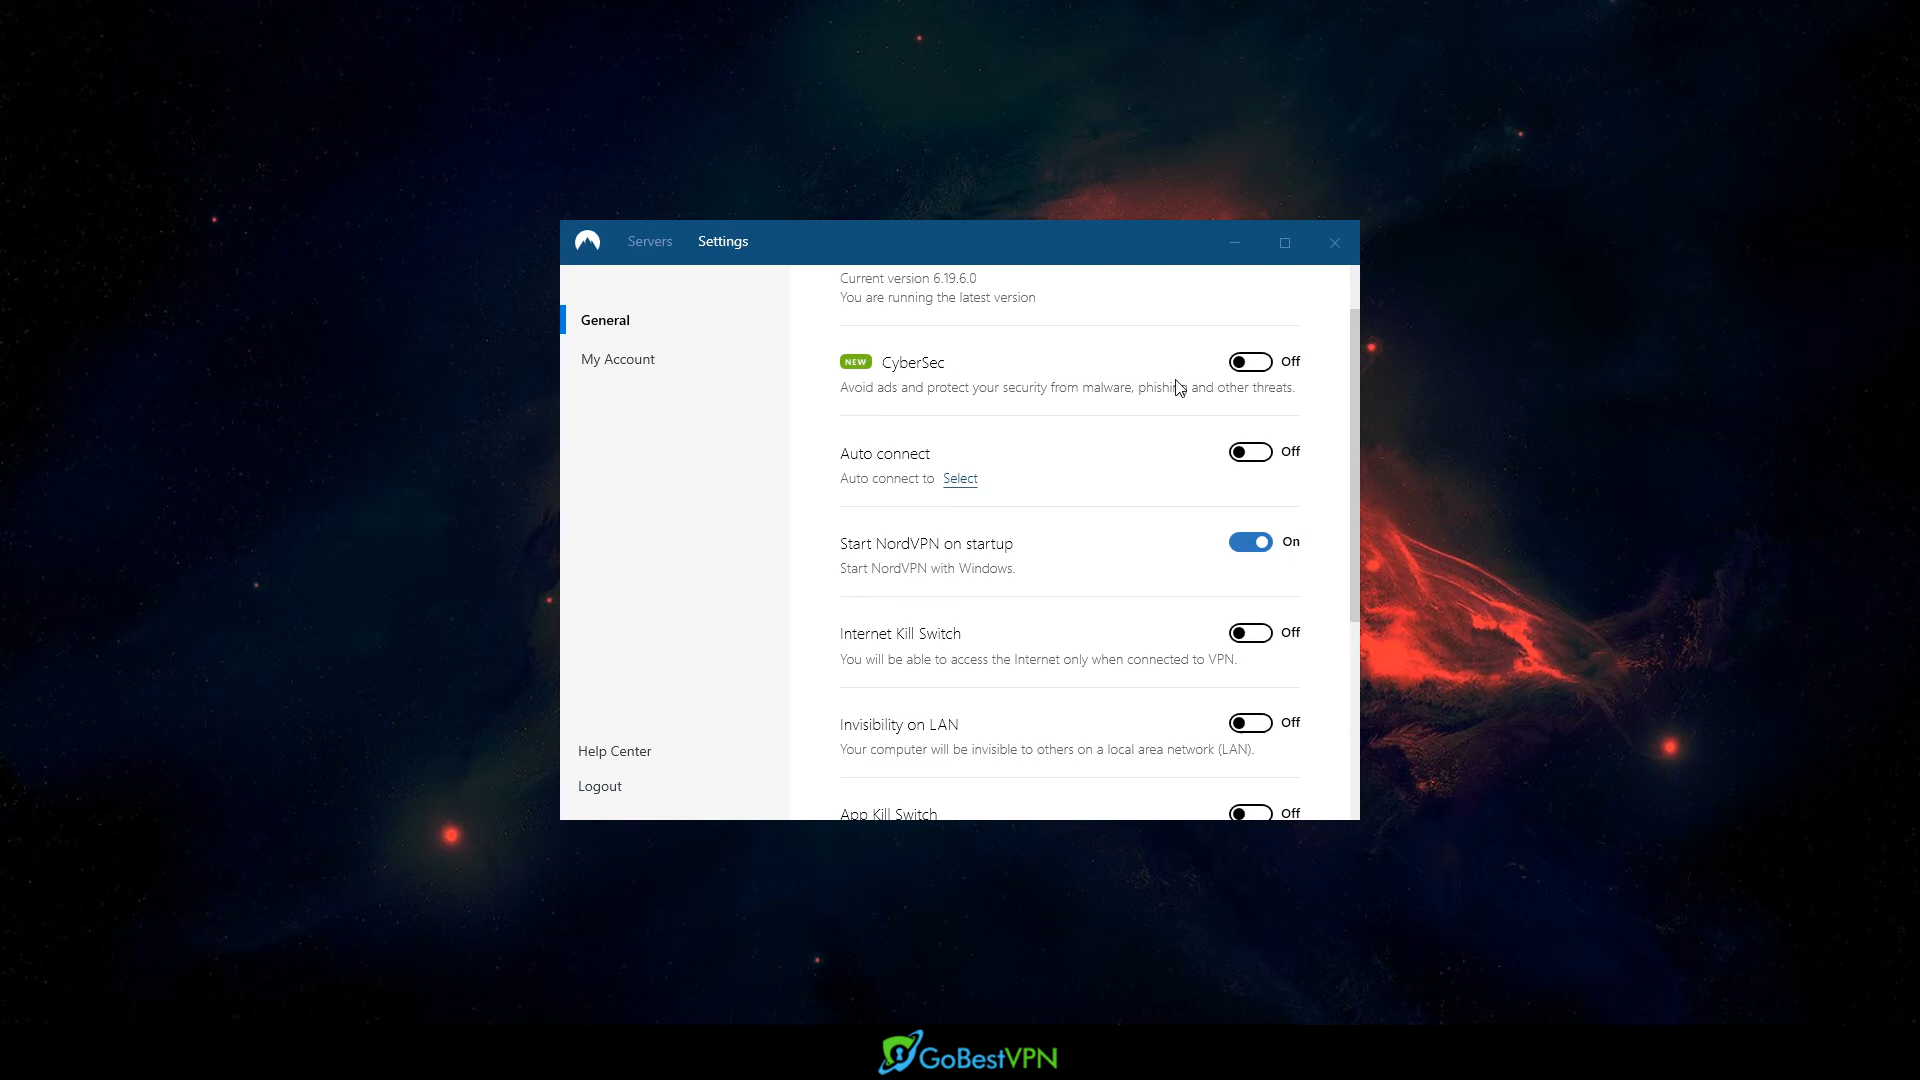 Servers Settings
Current version 6.19.6.0
You are running the latest version
General
My Account
NEW CyberSec Off
Avoid ads and protect your security from malware, phishing and other threats.
Auto connect Off
Auto connect to Select
Start NordVPN on startup On
Start NordVPN with Windows.
Internet Kill Switch Off
You will be able to access the Internet only when connected to VPN.
Invisibility on LAN Off
Your computer will be invisible to others on a local area network (LAN).
App Kill Switch Off
Help Center
Logout
GoBestVPN